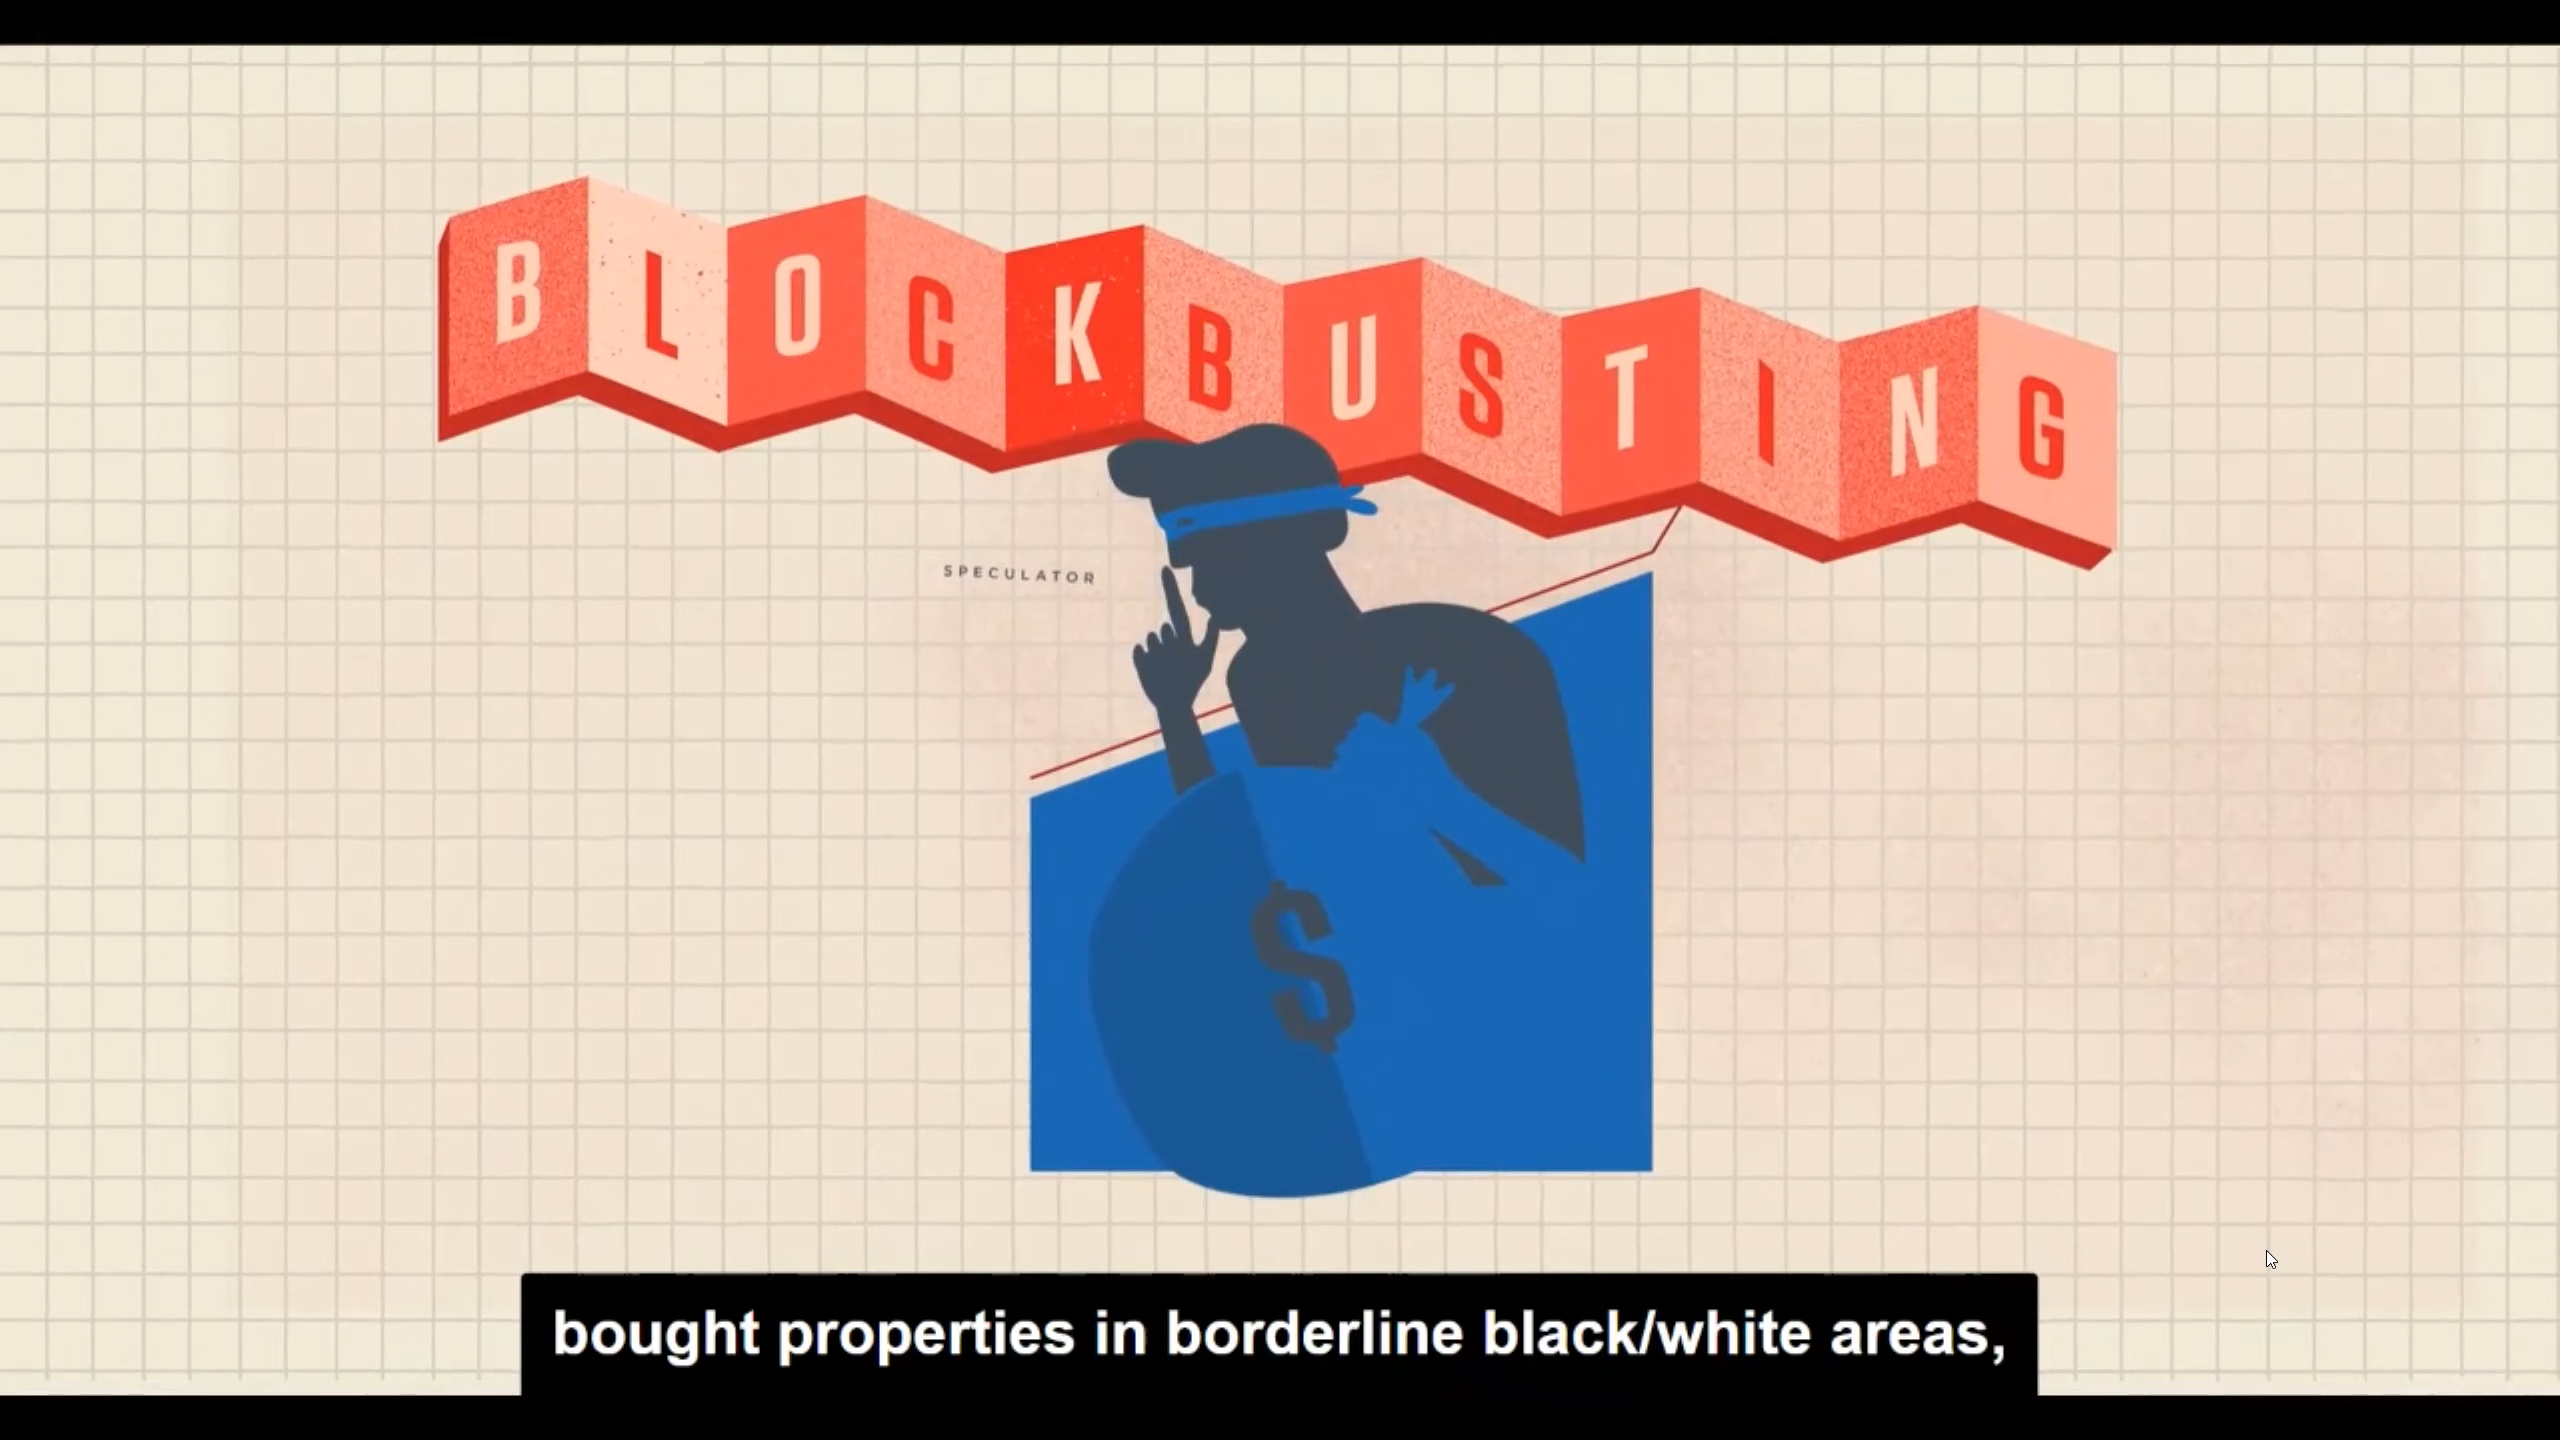 BLOCKBUSTING
SPECULATOR
$
bought properties in borderline black/white areas,